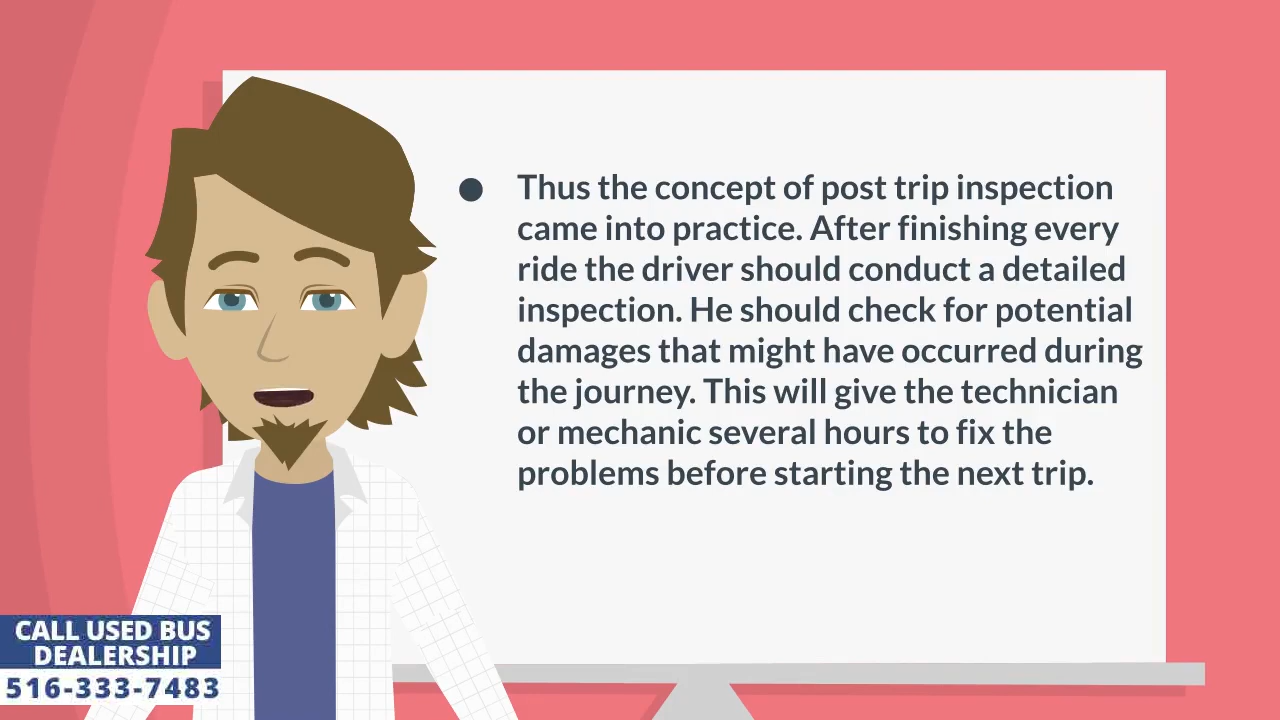 Thus the concept of post trip inspection
came into practice. After finishing every
ride the driver should conduct a detailed
inspection. He should check for potential
damages that might have occurred during
the journey. This will give the technician
or mechanic several hours to fix the
problems before starting the next trip.
CALL USED BUS
DEALERSHIP
516-333-7483